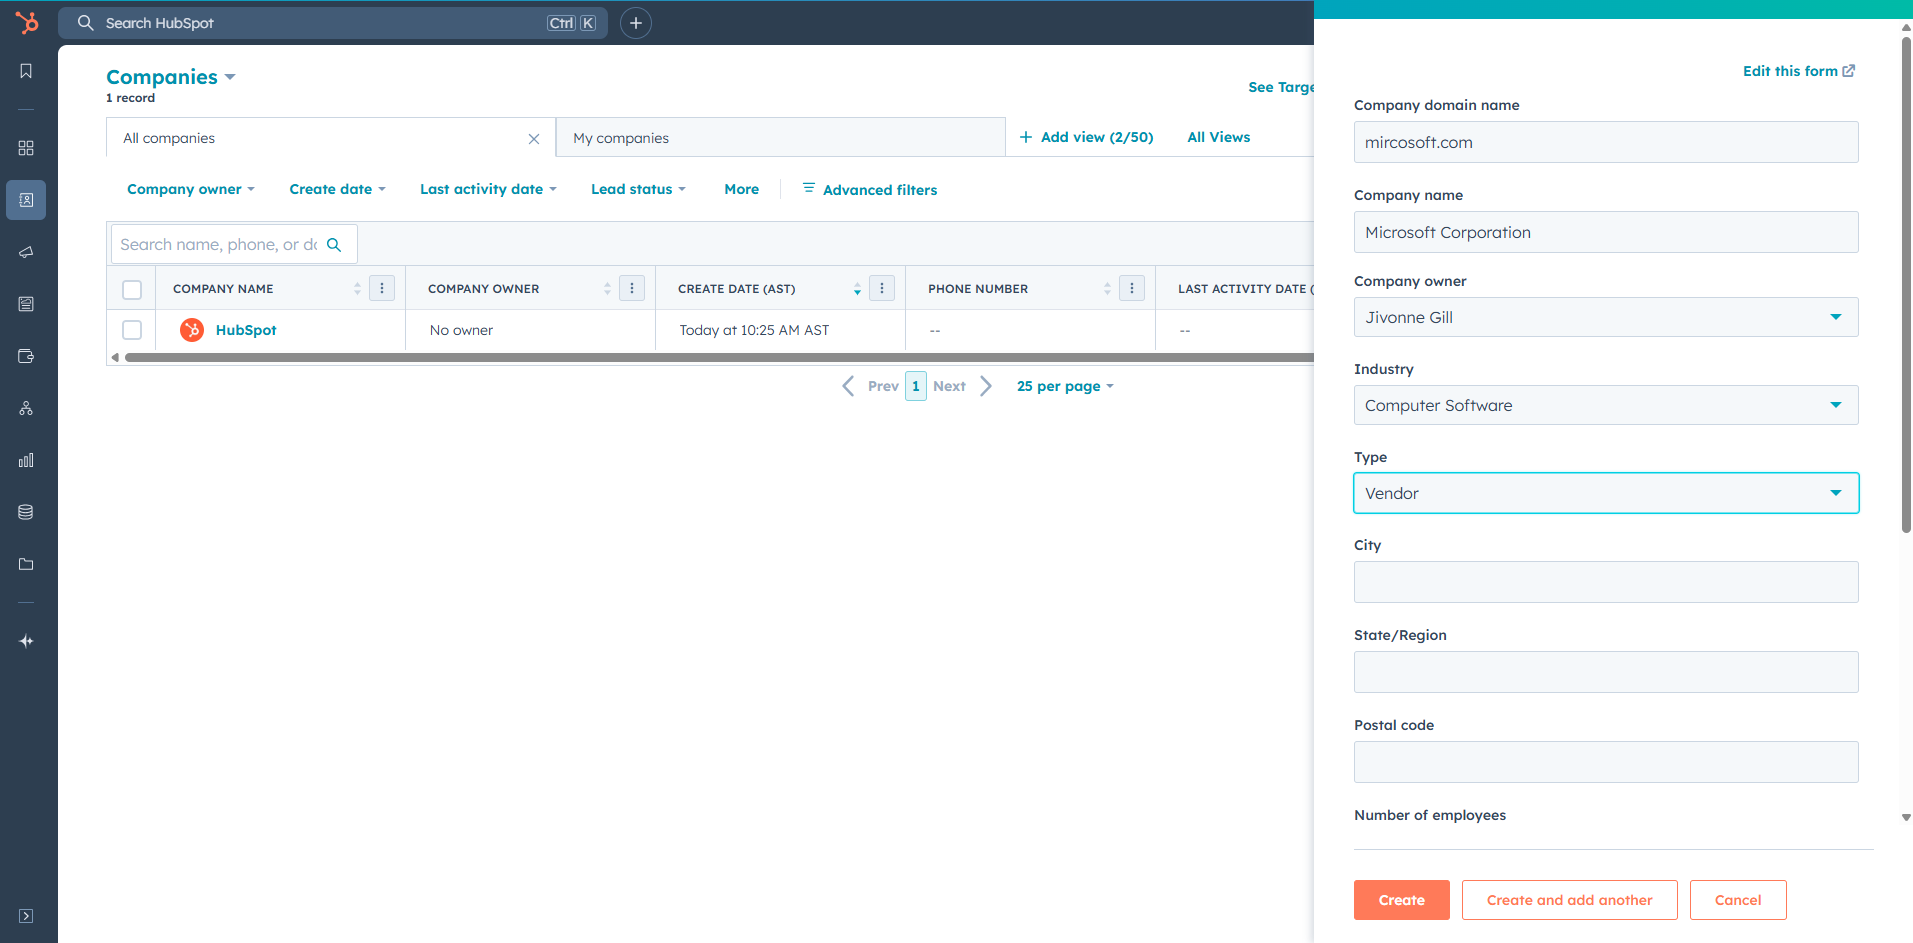 Search HubSpot
Ctrl K
Companies
1 record
See Targe
All companies
My companies
Add view (2/50)
All Views
Company owner
Create date
Last activity date
Lead status
More
Advanced filters
Search name, phone, or do
COMPANY NAME
COMPANY OWNER
CREATE DATE (AST)
PHONE NUMBER
LAST ACTIVITY DATE (
HubSpot
No owner
Today at 10:25 AM AST
--
--
Prev
1
Next
25 per page
Edit this form
Company domain name
mircosoft.com
Company name
Microsoft Corporation
Company owner
Jivonne Gill
Industry
Computer Software
Type
Vendor
City
State/Region
Postal code
Number of employees
Create
Create and add another
Cancel